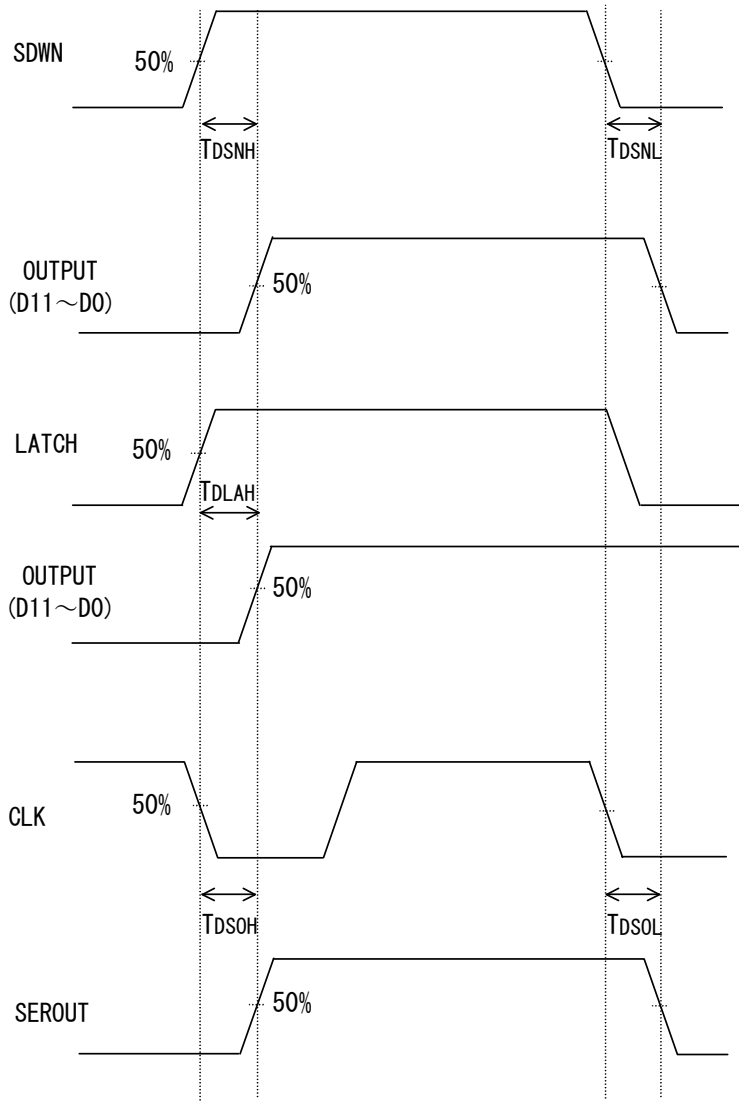 SDWN
50%
TDSNH
TDSNL
OUTPUT
(D11～D0)
50%
LATCH
50%
TDLAH
OUTPUT
(D11～D0)
50%
CLK
50%
TDSOH
TDSOL
SEROUT
50%